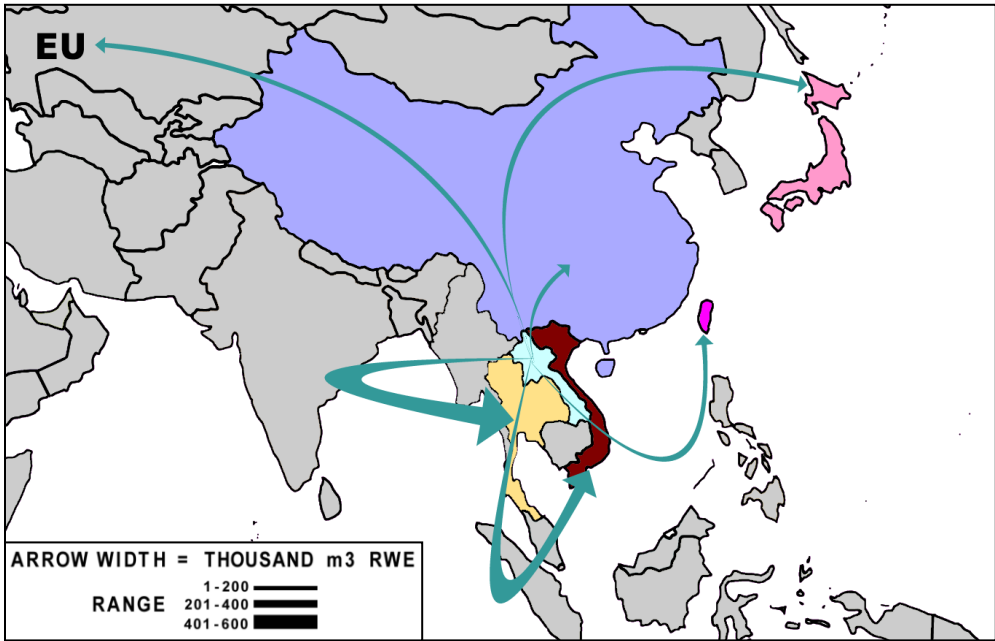 EU
ARROW WIDTH = THOUSAND m3 RWE
RANGE
1-200
201-400
401-600